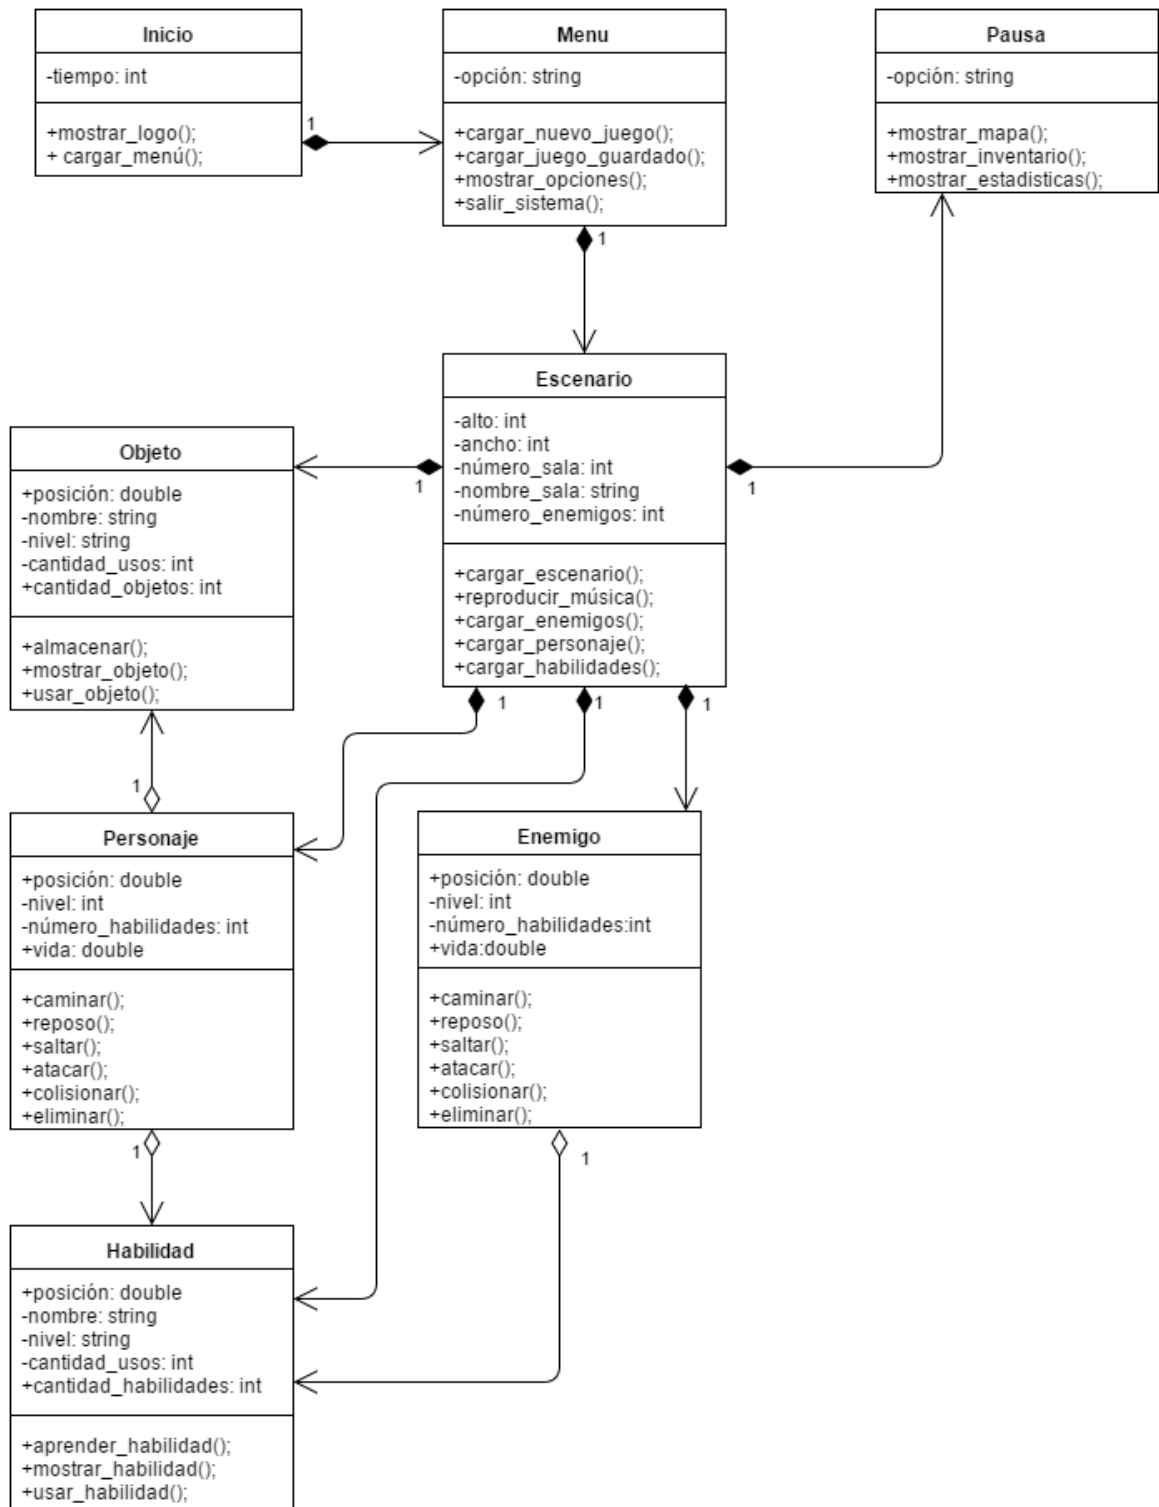 Inicio
-tiempo: int
+mostrar_logo();
+ cargar_menú();
1
Menu
-opción: string
+cargar_nuevo_juego();
+cargar_juego_guardado();
+mostrar_opciones();
+salir_sistema();
1
Pausa
-opción: string
+mostrar_mapa();
+mostrar_inventario();
+mostrar_estadisticas();
Escenario
-alto: int
-ancho: int
-número_sala: int
-nombre_sala: string
-número_enemigos: int
+cargar_escenario();
+reproducir_música();
+cargar_enemigos();
+cargar_personaje();
+cargar_habilidades();
1
1
1
1
1
Objeto
+posición: double
-nombre: string
-nivel: string
-cantidad_usos: int
+cantidad_objetos: int
+almacenar();
+mostrar_objeto();
+usar_objeto();
1
Personaje
+posición: double
-nivel: int
-número_habilidades: int
+vida: double
+caminar();
+reposo();
+saltar();
+atacar();
+colisionar();
+eliminar();
1
Enemigo
+posición: double
-nivel: int
-número_habilidades:int
+vida:double
+caminar();
+reposo();
+saltar();
+atacar();
+colisionar();
+eliminar();
1
Habilidad
+posición: double
-nombre: string
-nivel: string
-cantidad_usos: int
+cantidad_habilidades: int
+aprender_habilidad();
+mostrar_habilidad();
+usar_habilidad();